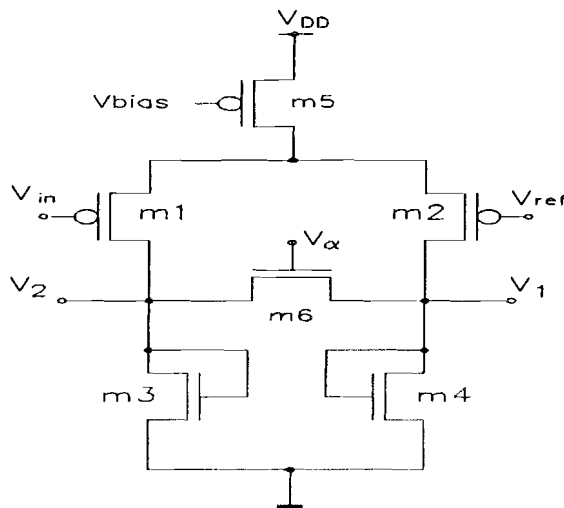 V_DD
Vbias
m5
V_in
m1
m2
V_ref
V_α
V_2
V_1
m6
m3
m4